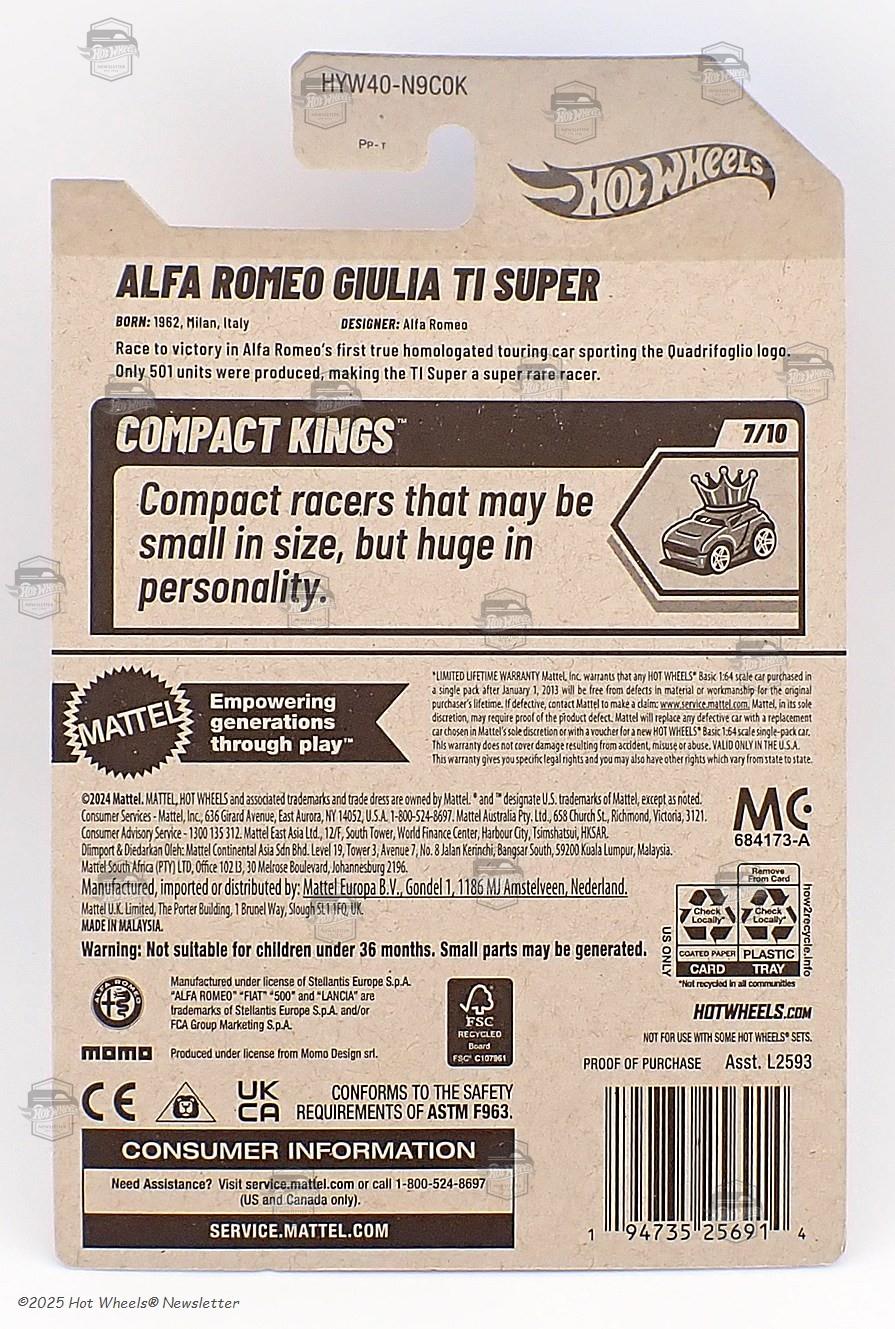 HYW40-N9C0K
PP-T
HOT WHEELS
ALFA ROMEO GIULIA TI SUPER
BORN: 1962, Milan, Italy DESIGNER: Alfa Romeo
Race to victory in Alfa Romeo's first true homologated touring car sporting the Quadrifoglio logo.
Only 501 units were produced, making the TI Super a super rare racer.
COMPACT KINGS™ 7/10
Compact racers that may be
small in size, but huge in
personality.
MATTEL
Empowering
generations
through play™
*LIMITED LIFETIME WARRANTY Mattel, Inc. warrants that any HOT WHEELS® Basic 1:64 scale car purchased in
a single pack after January 1, 2013 will be free from defects in material or workmanship for the original
purchaser's lifetime. If defective, contact Mattel to make a claim: www.service.mattel.com. Mattel, in its sole
discretion, may require proof of the product defect. Mattel will replace any defective car with a replacement
car chosen in Mattel's sole discretion or with a voucher for a new HOT WHEELS® Basic 1:64 scale single-pack car.
This warranty does not cover damage resulting from accident, misuse or abuse. VALID ONLY IN THE U.S.A.
This warranty gives you specific legal rights and you may also have other rights which vary from state to state.
©2024 Mattel. MATTEL, HOT WHEELS and associated trademarks and trade dress are owned by Mattel. ® and ™ designate U.S. trademarks of Mattel, except as noted.
Consumer Services - Mattel, Inc., 636 Girard Avenue, East Aurora, NY 14052, U.S.A. 1-800-524-8697. Mattel Australia Pty. Ltd., 658 Church St., Richmond, Victoria, 3121.
Consumer Advisory Service - 1300 135 312. Mattel East Asia Ltd., 12/F, South Tower, World Finance Center, Harbour City, Tsimshatsui, HKSAR.
Diimport & Diedarkan Oleh: Mattel Continental Asia Sdn Bhd. Level 19, Tower 3, Avenue 7, No. 8 Jalan Kerinchi, Bangsar South, 59200 Kuala Lumpur, Malaysia.
Mattel South Africa (PTY) LTD, Office 102 I3, 30 Melrose Boulevard, Johannesburg 2196.
Manufactured, imported or distributed by: Mattel Europa B.V., Gondel 1, 1186 MJ Amstelveen, Nederland.
Mattel U.K. Limited, The Porter Building, 1 Brunel Way, Slough SL1 1FQ, UK.
MADE IN MALAYSIA.
Warning: Not suitable for children under 36 months. Small parts may be generated.
MC
684173-A
Remove
From Card
Check
Locally*
Check
Locally*
COATED PAPER PLASTIC
CARD TRAY
US ONLY
how2recycle.info
*Not recycled in all communities
ALFA ROMEO
Manufactured under license of Stellantis Europe S.p.A.
"ALFA ROMEO" "FIAT" "500" and "LANCIA" are
trademarks of Stellantis Europe S.p.A. and/or
FCA Group Marketing S.p.A.
momo Produced under license from Momo Design srl.
FSC
RECYCLED
Board
FSC® C107961
HOTWHEELS.COM
NOT FOR USE WITH SOME HOT WHEELS® SETS.
PROOF OF PURCHASE Asst. L2593
CE
UK
CA
CONFORMS TO THE SAFETY
REQUIREMENTS OF ASTM F963.
CONSUMER INFORMATION
Need Assistance? Visit service.mattel.com or call 1-800-524-8697
(US and Canada only).
SERVICE.MATTEL.COM
1 94735 25691 4
©2025 Hot Wheels® Newsletter